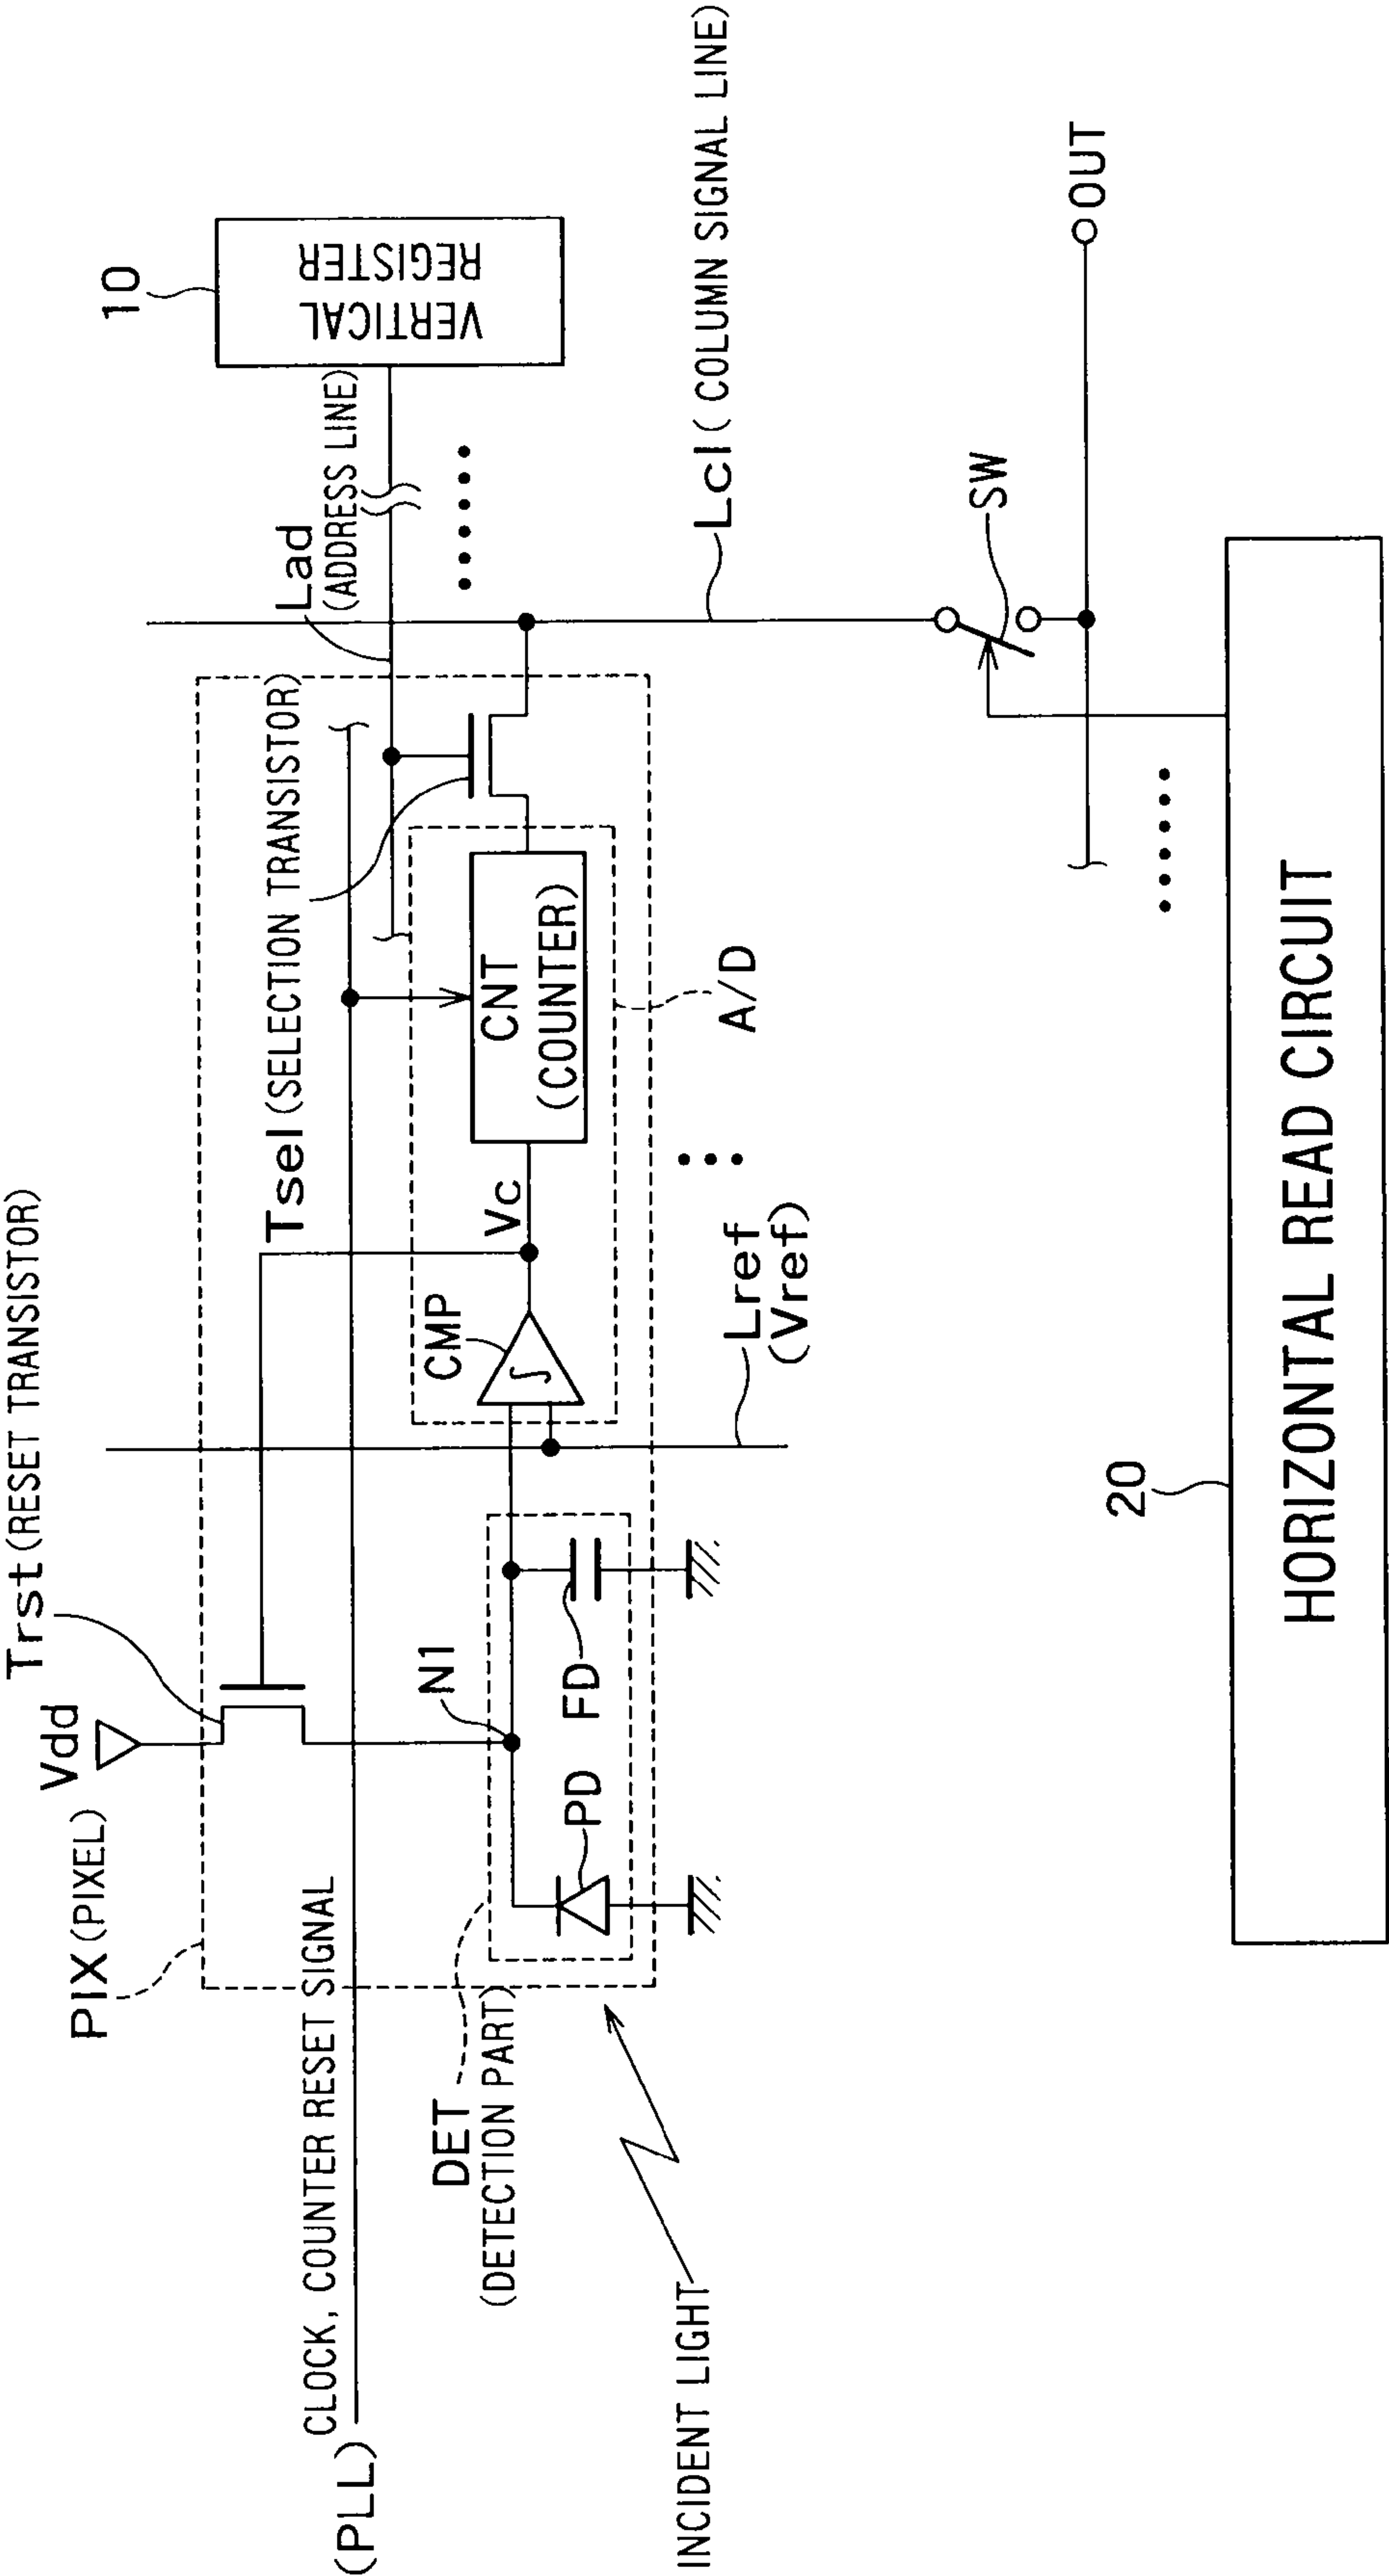 Trst (RESET TRANSISTOR)
Vdd
PIX (PIXEL)
Tsel (SELECTION TRANSISTOR)
Lad
(ADDRESS LINE)
10
VERTICAL
REGISTER
CLOCK, COUNTER RESET SIGNAL
(PLL)
N1
CMP
Vc
CNT
(COUNTER)
DET
(DETECTION PART)
PD
FD
A/D
Lref
(Vref)
Lcl ( COLUMN SIGNAL LINE)
INCIDENT LIGHT
SW
OUT
20
HORIZONTAL READ CIRCUIT